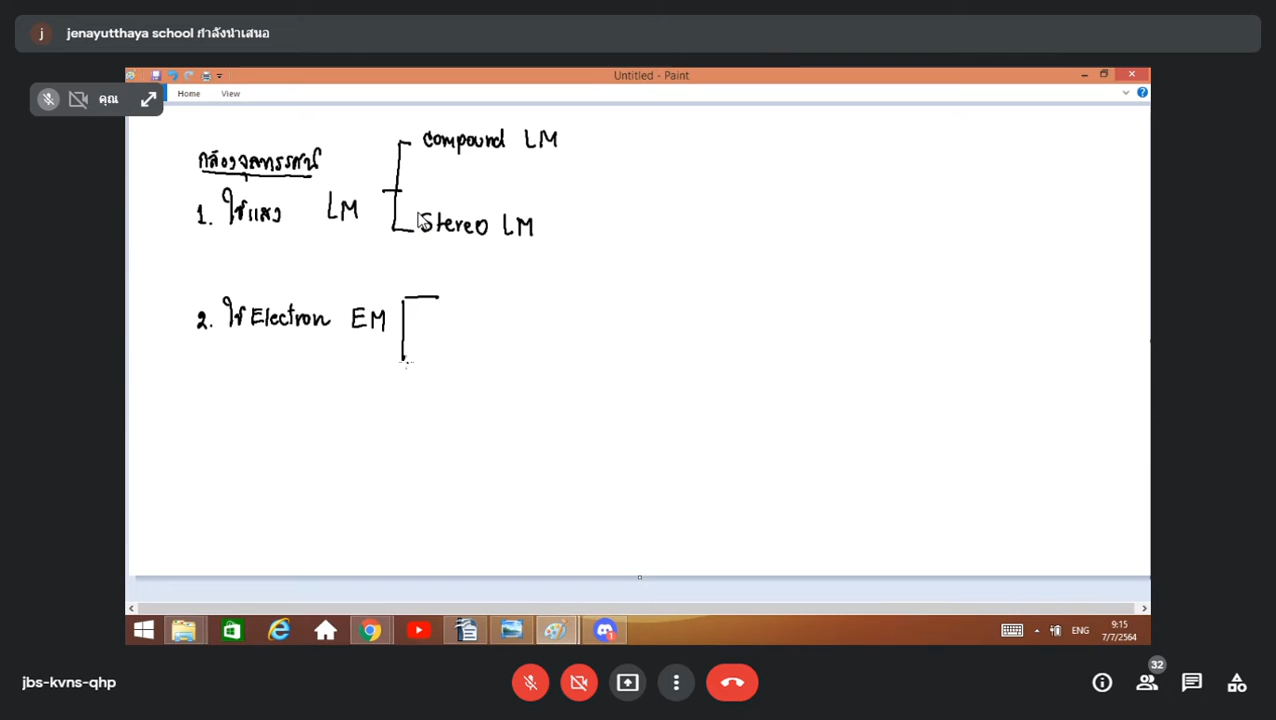 j jenayutthaya school กำลังนำเสนอ
Untitled - Paint
คุณ
Home View
compound LM
กล้องจุลทรรศน์
1. ใช้แสง LM
Stereo LM
2. ใช้ Electron EM
ENG
9:15
7/7/2564
jbs-kvns-qhp
32